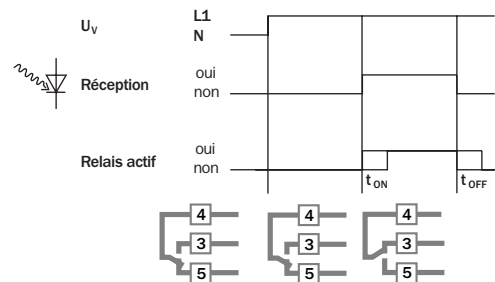 U_V L1
N
Réception oui
non
Relais actif oui
non
t_ON t_OFF
4 4 4
3 3 3
5 5 5